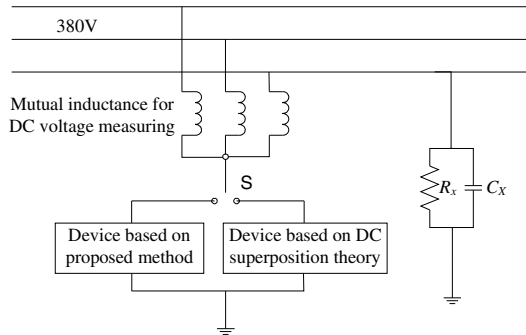 380V
Mutual inductance for
DC voltage measuring
S
Rx
CX
Device based on
proposed method
Device based on DC
superposition theory